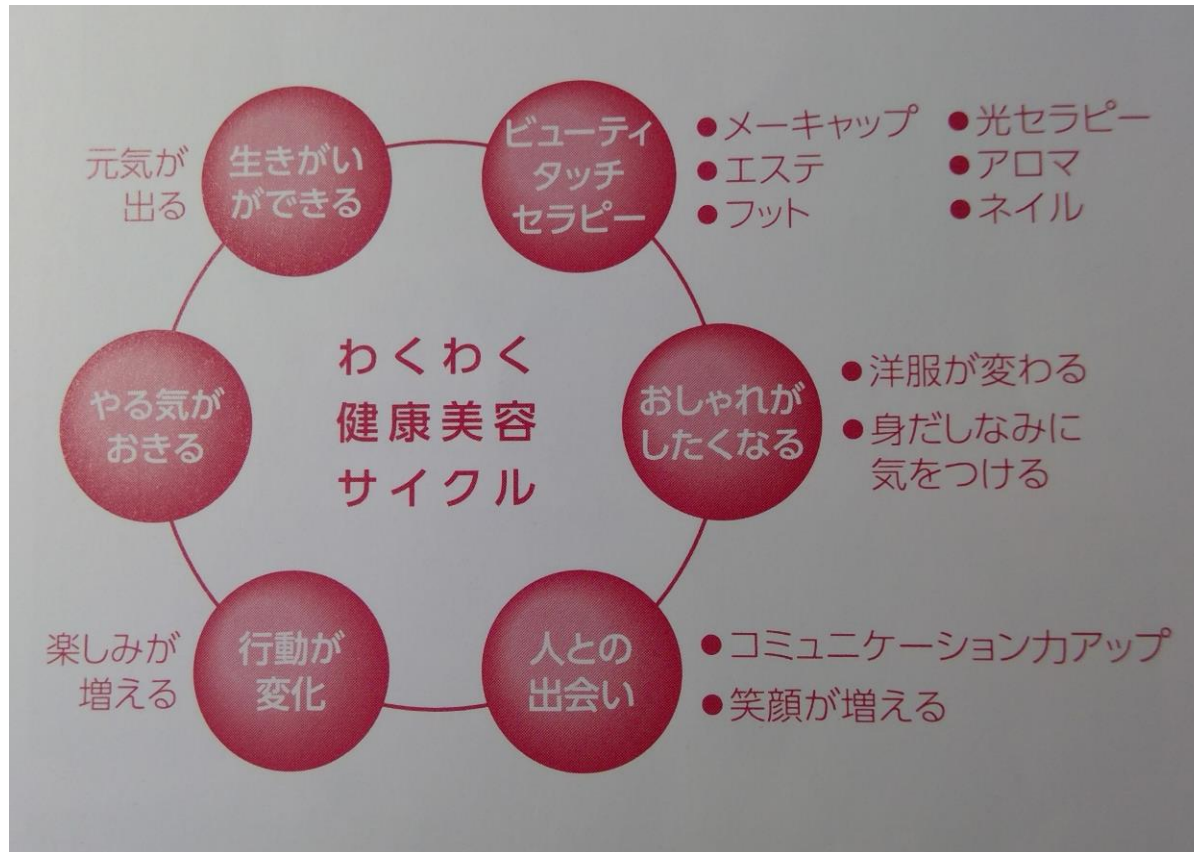 わくわく
健康美容
サイクル
ビューティ
タッチ
セラピー
●メーキャップ
●エステ
●フット
●光セラピー
●アロマ
●ネイル
おしゃれが
したくなる
●洋服が変わる
●身だしなみに
気をつける
人との
出会い
●コミュニケーション力アップ
●笑顔が増える
行動が
変化
楽しみが
増える
やる気が
おきる
生きがい
ができる
元気が
出る